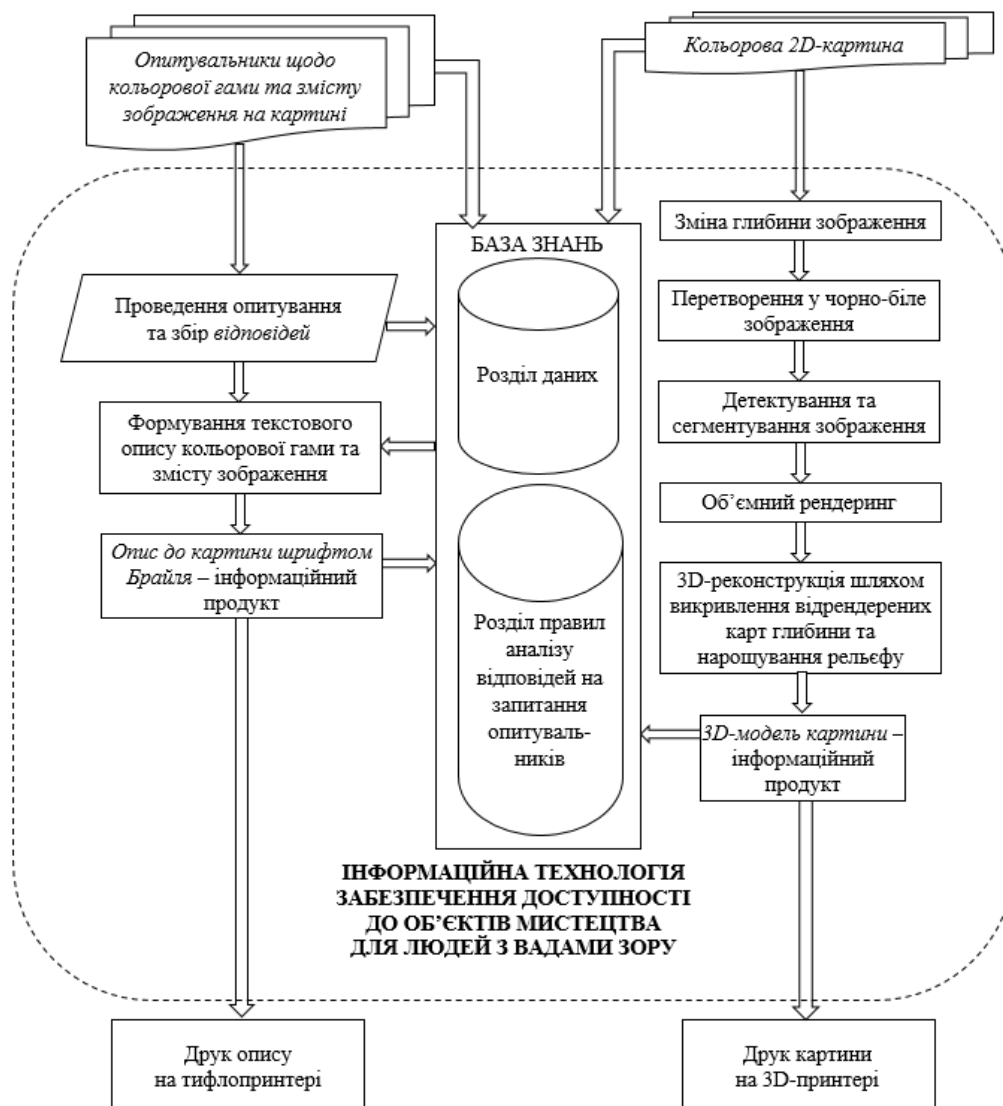 Опитувальники щодо
кольорової гами та змісту
зображення на картині
Кольорова 2D-картина
Проведення опитування
та збір відповідей
Формування текстового
опису кольорової гами та
змісту зображення
Опис до картини шрифтом
Брайля – інформаційний
продукт
БАЗА ЗНАНЬ
Розділ даних
Розділ правил
аналізу
відповідей на
запитання
опитуваль-
ників
Зміна глибини зображення
Перетворення у чорно-біле
зображення
Детектування та
сегментування зображення
Об’ємний рендеринг
3D-реконструкція шляхом
викривлення відрендерених
карт глибини та
нарощування рельєфу
3D-модель картини –
інформаційний
продукт
ІНФОРМАЦІЙНА ТЕХНОЛОГІЯ
ЗАБЕЗПЕЧЕННЯ ДОСТУПНОСТІ
ДО ОБ’ЄКТІВ МИСТЕЦТВА
ДЛЯ ЛЮДЕЙ З ВАДАМИ ЗОРУ
Друк опису
на тифлопринтері
Друк картини
на 3D-принтері